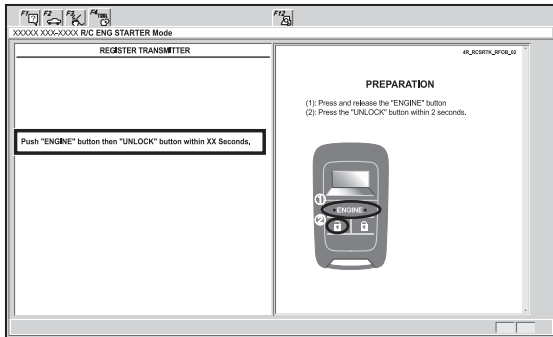 F1 F2 F3 F4 TOOL F12
XXXXX XXX-XXXX R/C ENG STARTER Mode
REGISTER TRANSMITTER
Push "ENGINE" button then "UNLOCK" button within XX Seconds.
4R_RCSRTK_RFOB_02
PREPARATION
(1): Press and release the "ENGINE" button
(2): Press the "UNLOCK" button within 2 seconds.
1
• ENGINE •
2